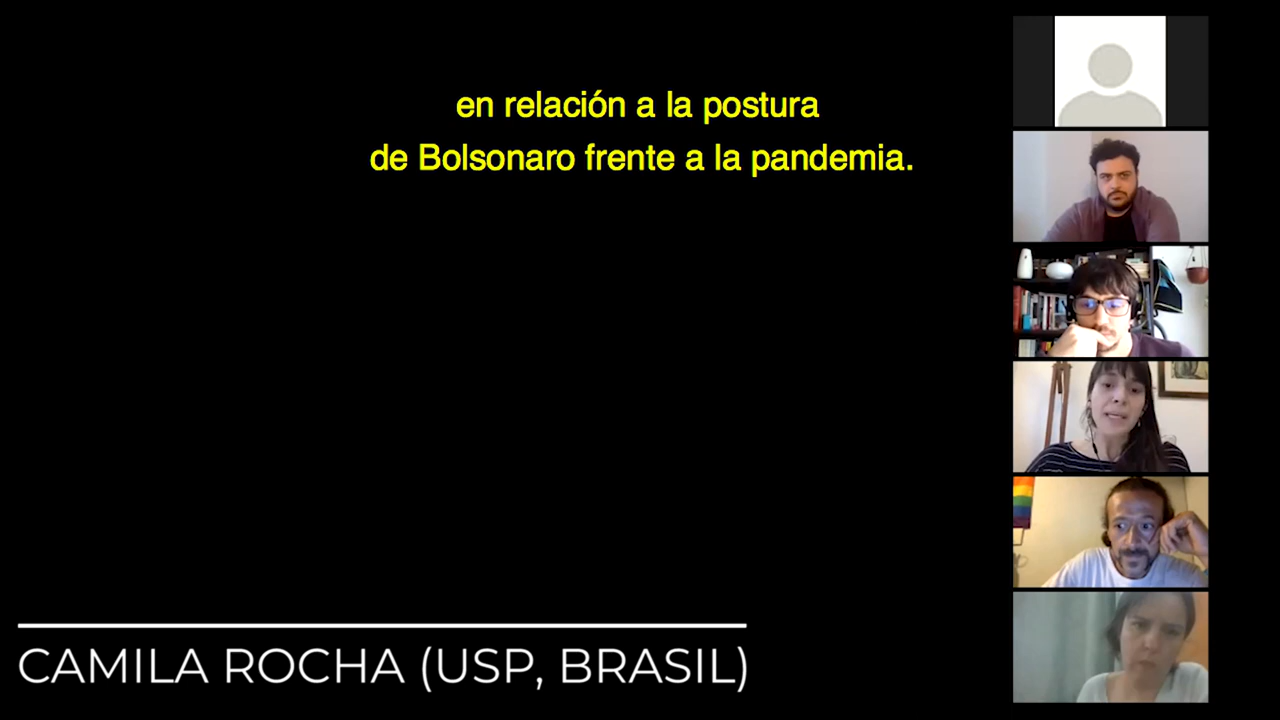 en relación a la postura
de Bolsonaro frente a la pandemia.
CAMILA ROCHA (USP, BRASIL)